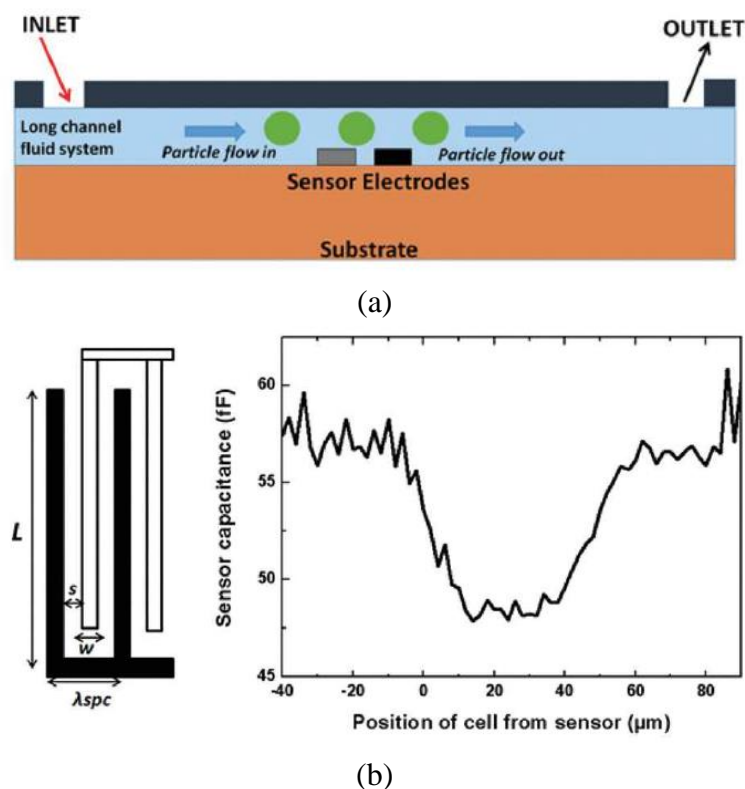 INLET
OUTLET
Long channel
fluid system
Particle flow in
Particle flow out
Sensor Electrodes
Substrate
(a)
L
s
w
λspc
Sensor capacitance (fF)
60
55
50
45
-40
-20
0
20
40
60
80
Position of cell from sensor (μm)
(b)